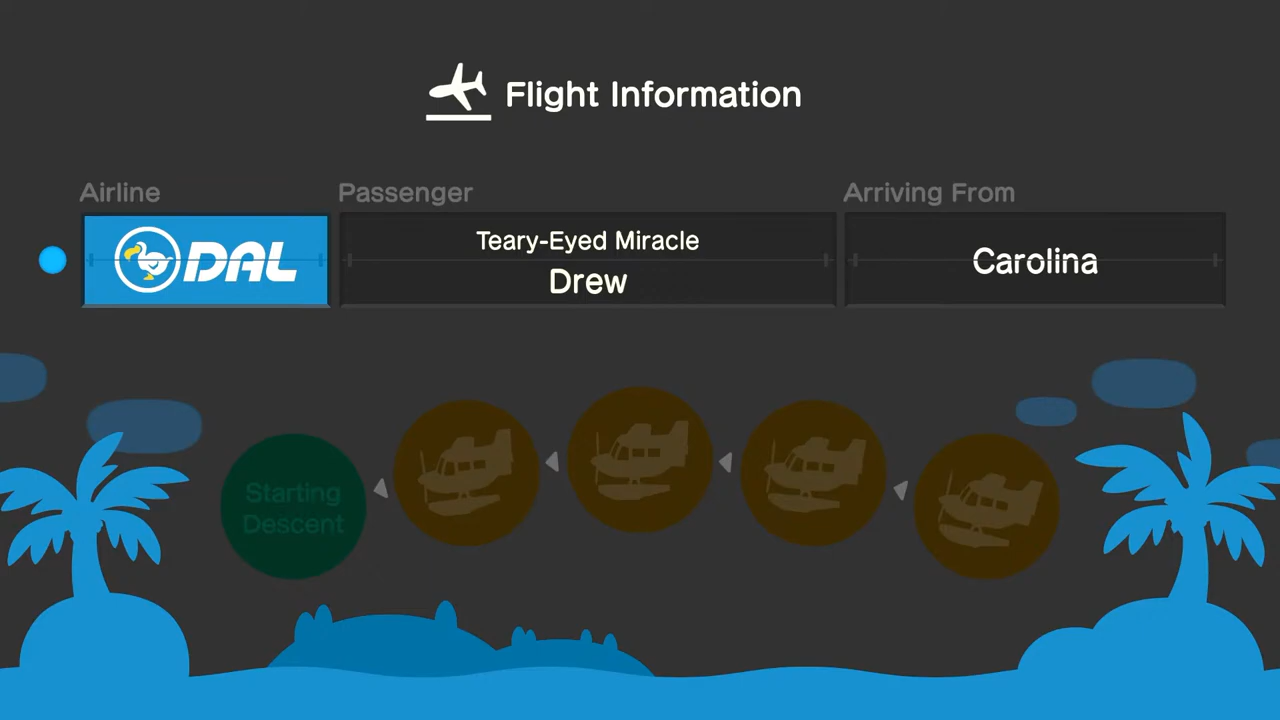 Flight Information
Airline
Passenger
Arriving From
DAL
Teary-Eyed Miracle
Drew
Carolina
Starting
Descent